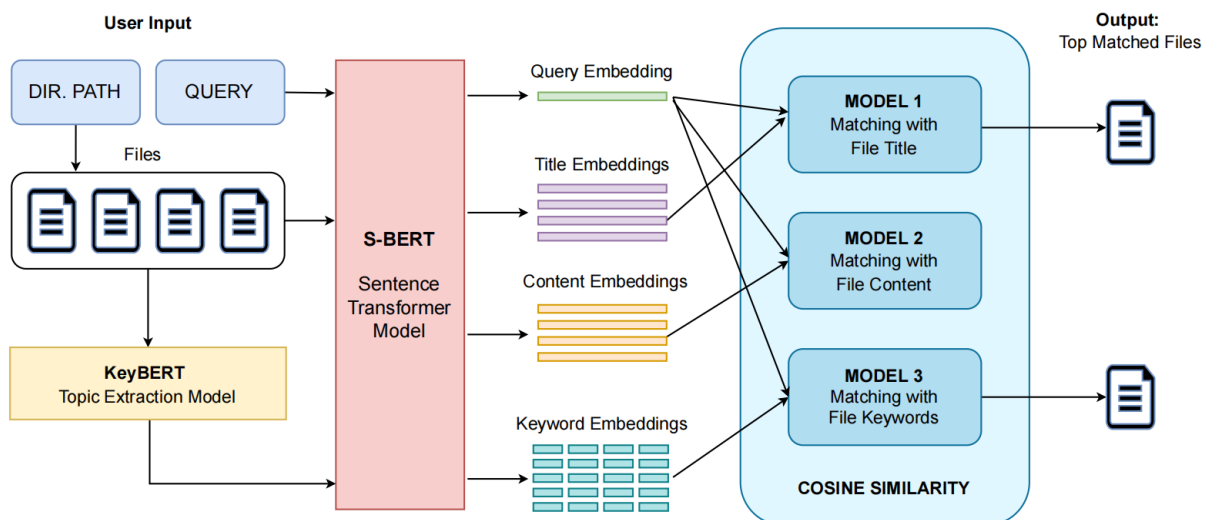 User Input
DIR. PATH
QUERY
Files
KeyBERT
Topic Extraction Model
S-BERT
Sentence
Transformer
Model
Query Embedding
Title Embeddings
Content Embeddings
Keyword Embeddings
MODEL 1
Matching with
File Title
MODEL 2
Matching with
File Content
MODEL 3
Matching with
File Keywords
COSINE SIMILARITY
Output:
Top Matched Files